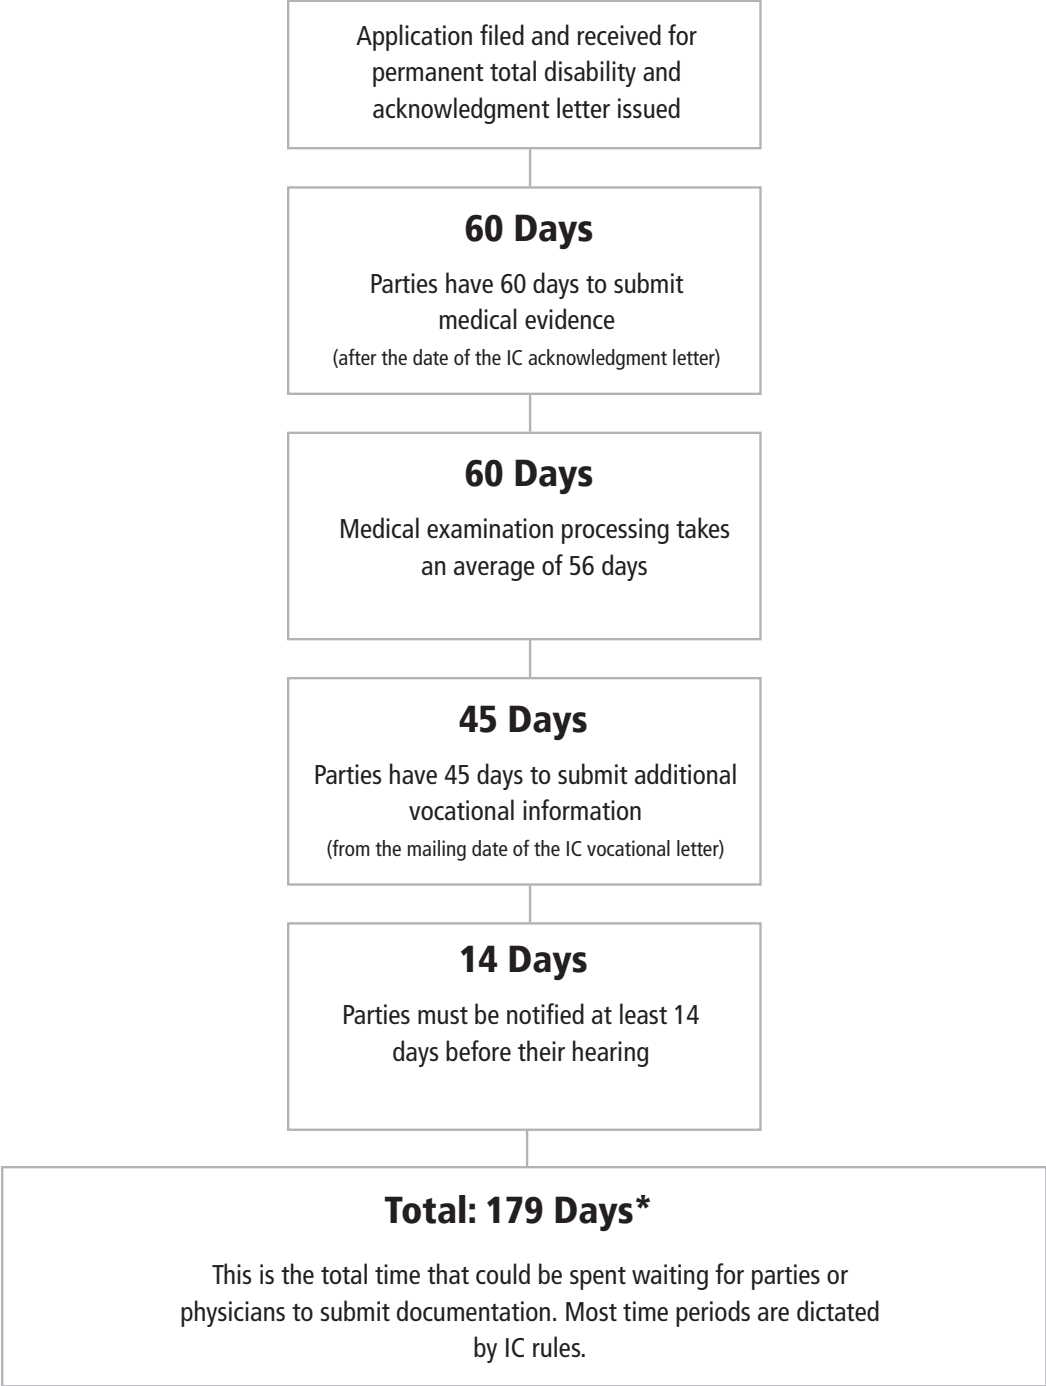 Application filed and received for
permanent total disability and
acknowledgment letter issued
60 Days
Parties have 60 days to submit
medical evidence
(after the date of the IC acknowledgment letter)
60 Days
Medical examination processing takes
an average of 56 days
45 Days
Parties have 45 days to submit additional
vocational information
(from the mailing date of the IC vocational letter)
14 Days
Parties must be notified at least 14
days before their hearing
Total: 179 Days*
This is the total time that could be spent waiting for parties or
physicians to submit documentation. Most time periods are dictated
by IC rules.